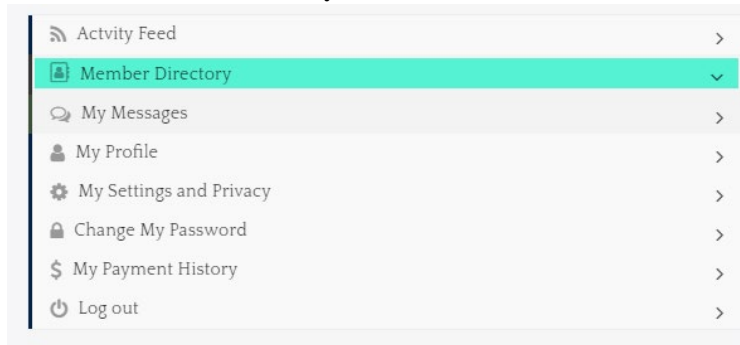 Actvity Feed
Member Directory
My Messages
My Profile
My Settings and Privacy
Change My Password
$ My Payment History
Log out